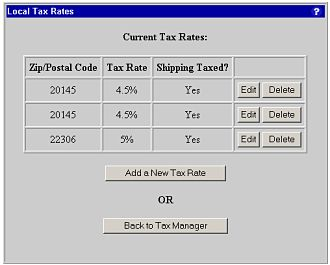 Local Tax Rates ?
Current Tax Rates:
Zip/Postal Code Tax Rate Shipping Taxed?
20145 4.5% Yes Edit Delete
20145 4.5% Yes Edit Delete
22306 5% Yes Edit Delete
Add a New Tax Rate
OR
Back to Tax Manager